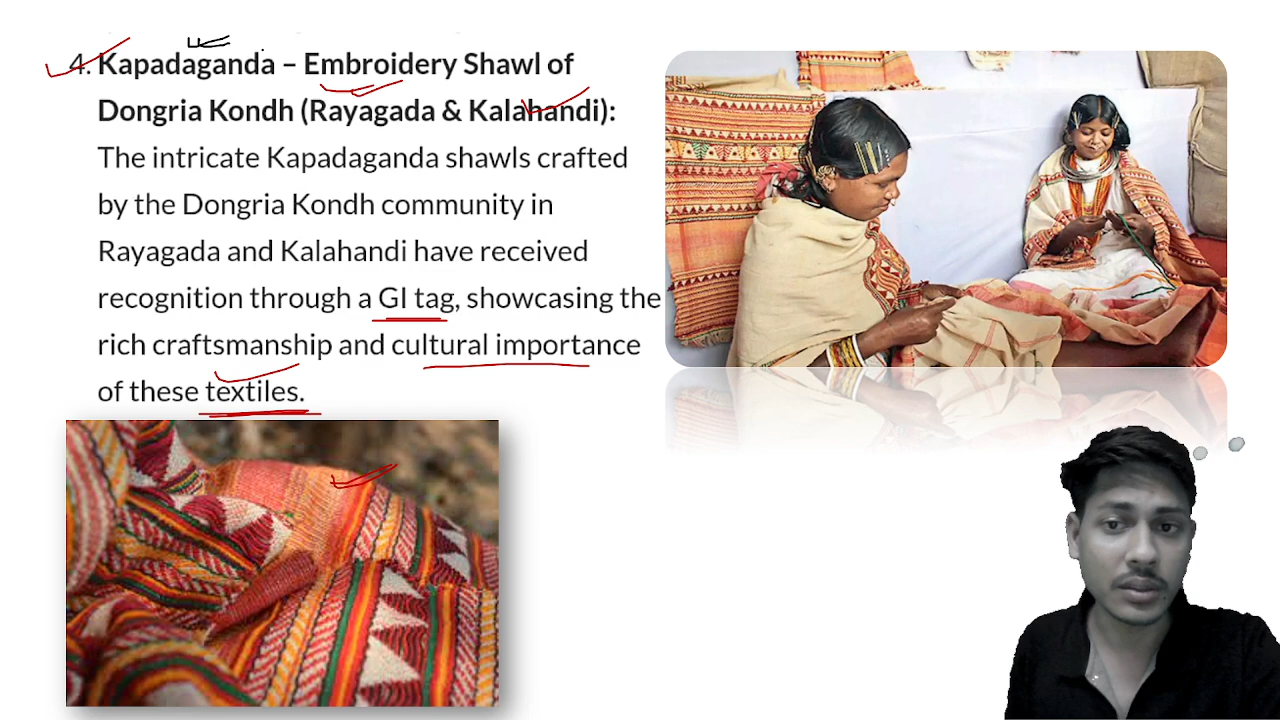 4. Kapadaganda – Embroidery Shawl of
Dongria Kondh (Rayagada & Kalahandi):
The intricate Kapadaganda shawls crafted
by the Dongria Kondh community in
Rayagada and Kalahandi have received
recognition through a GI tag, showcasing the
rich craftsmanship and cultural importance
of these textiles.